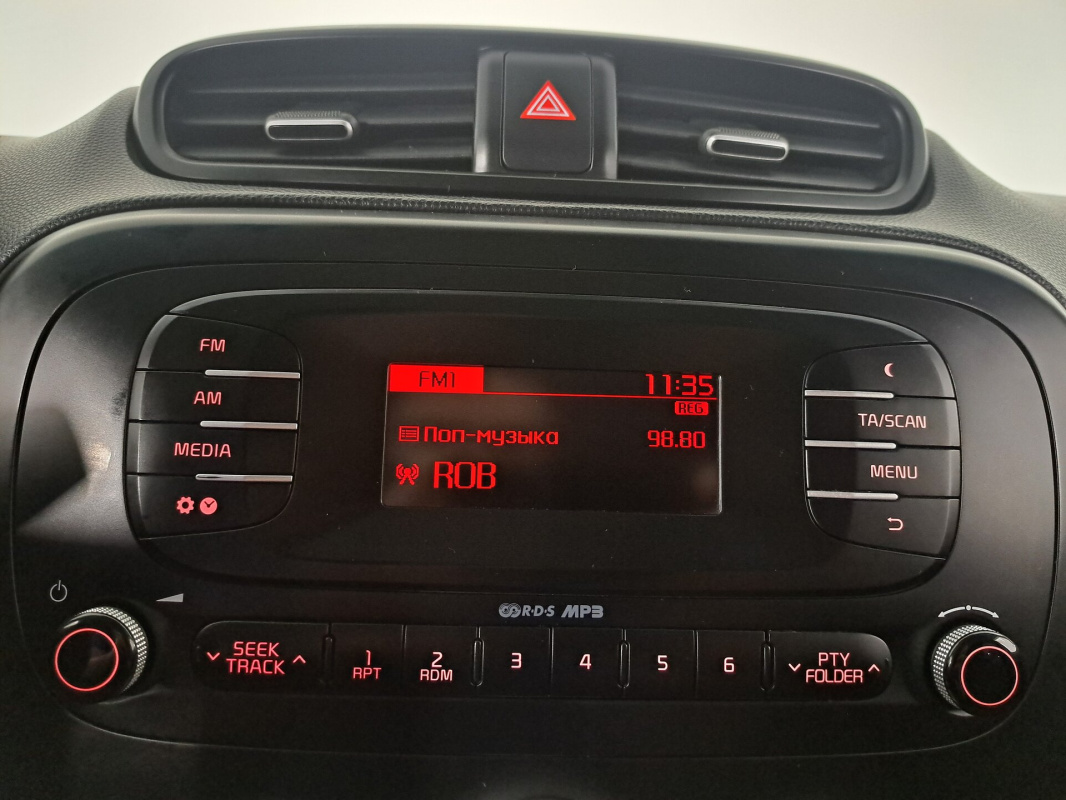 FM
AM
MEDIA
FM1 11:35
REG
Поп-музыка 98.80
ROB
TA/SCAN
MENU
R·D·S MP3
SEEK
TRACK
1
RPT
2
RDM
3
4
5
6
PTY
FOLDER